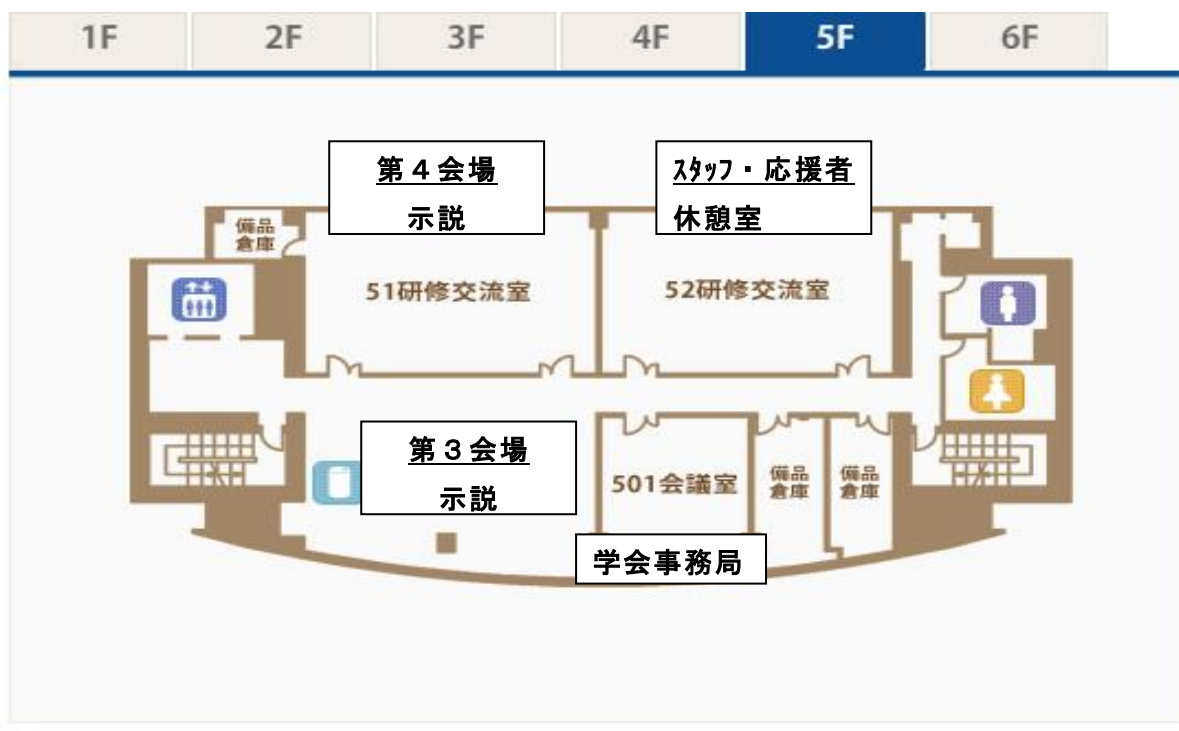 1F
2F
3F
4F
5F
6F
第４会場
示説
ｽﾀｯﾌ・応援者
休憩室
備品
倉庫
51研修交流室
52研修交流室
第３会場
示説
501会議室
備品
倉庫
備品
倉庫
学会事務局